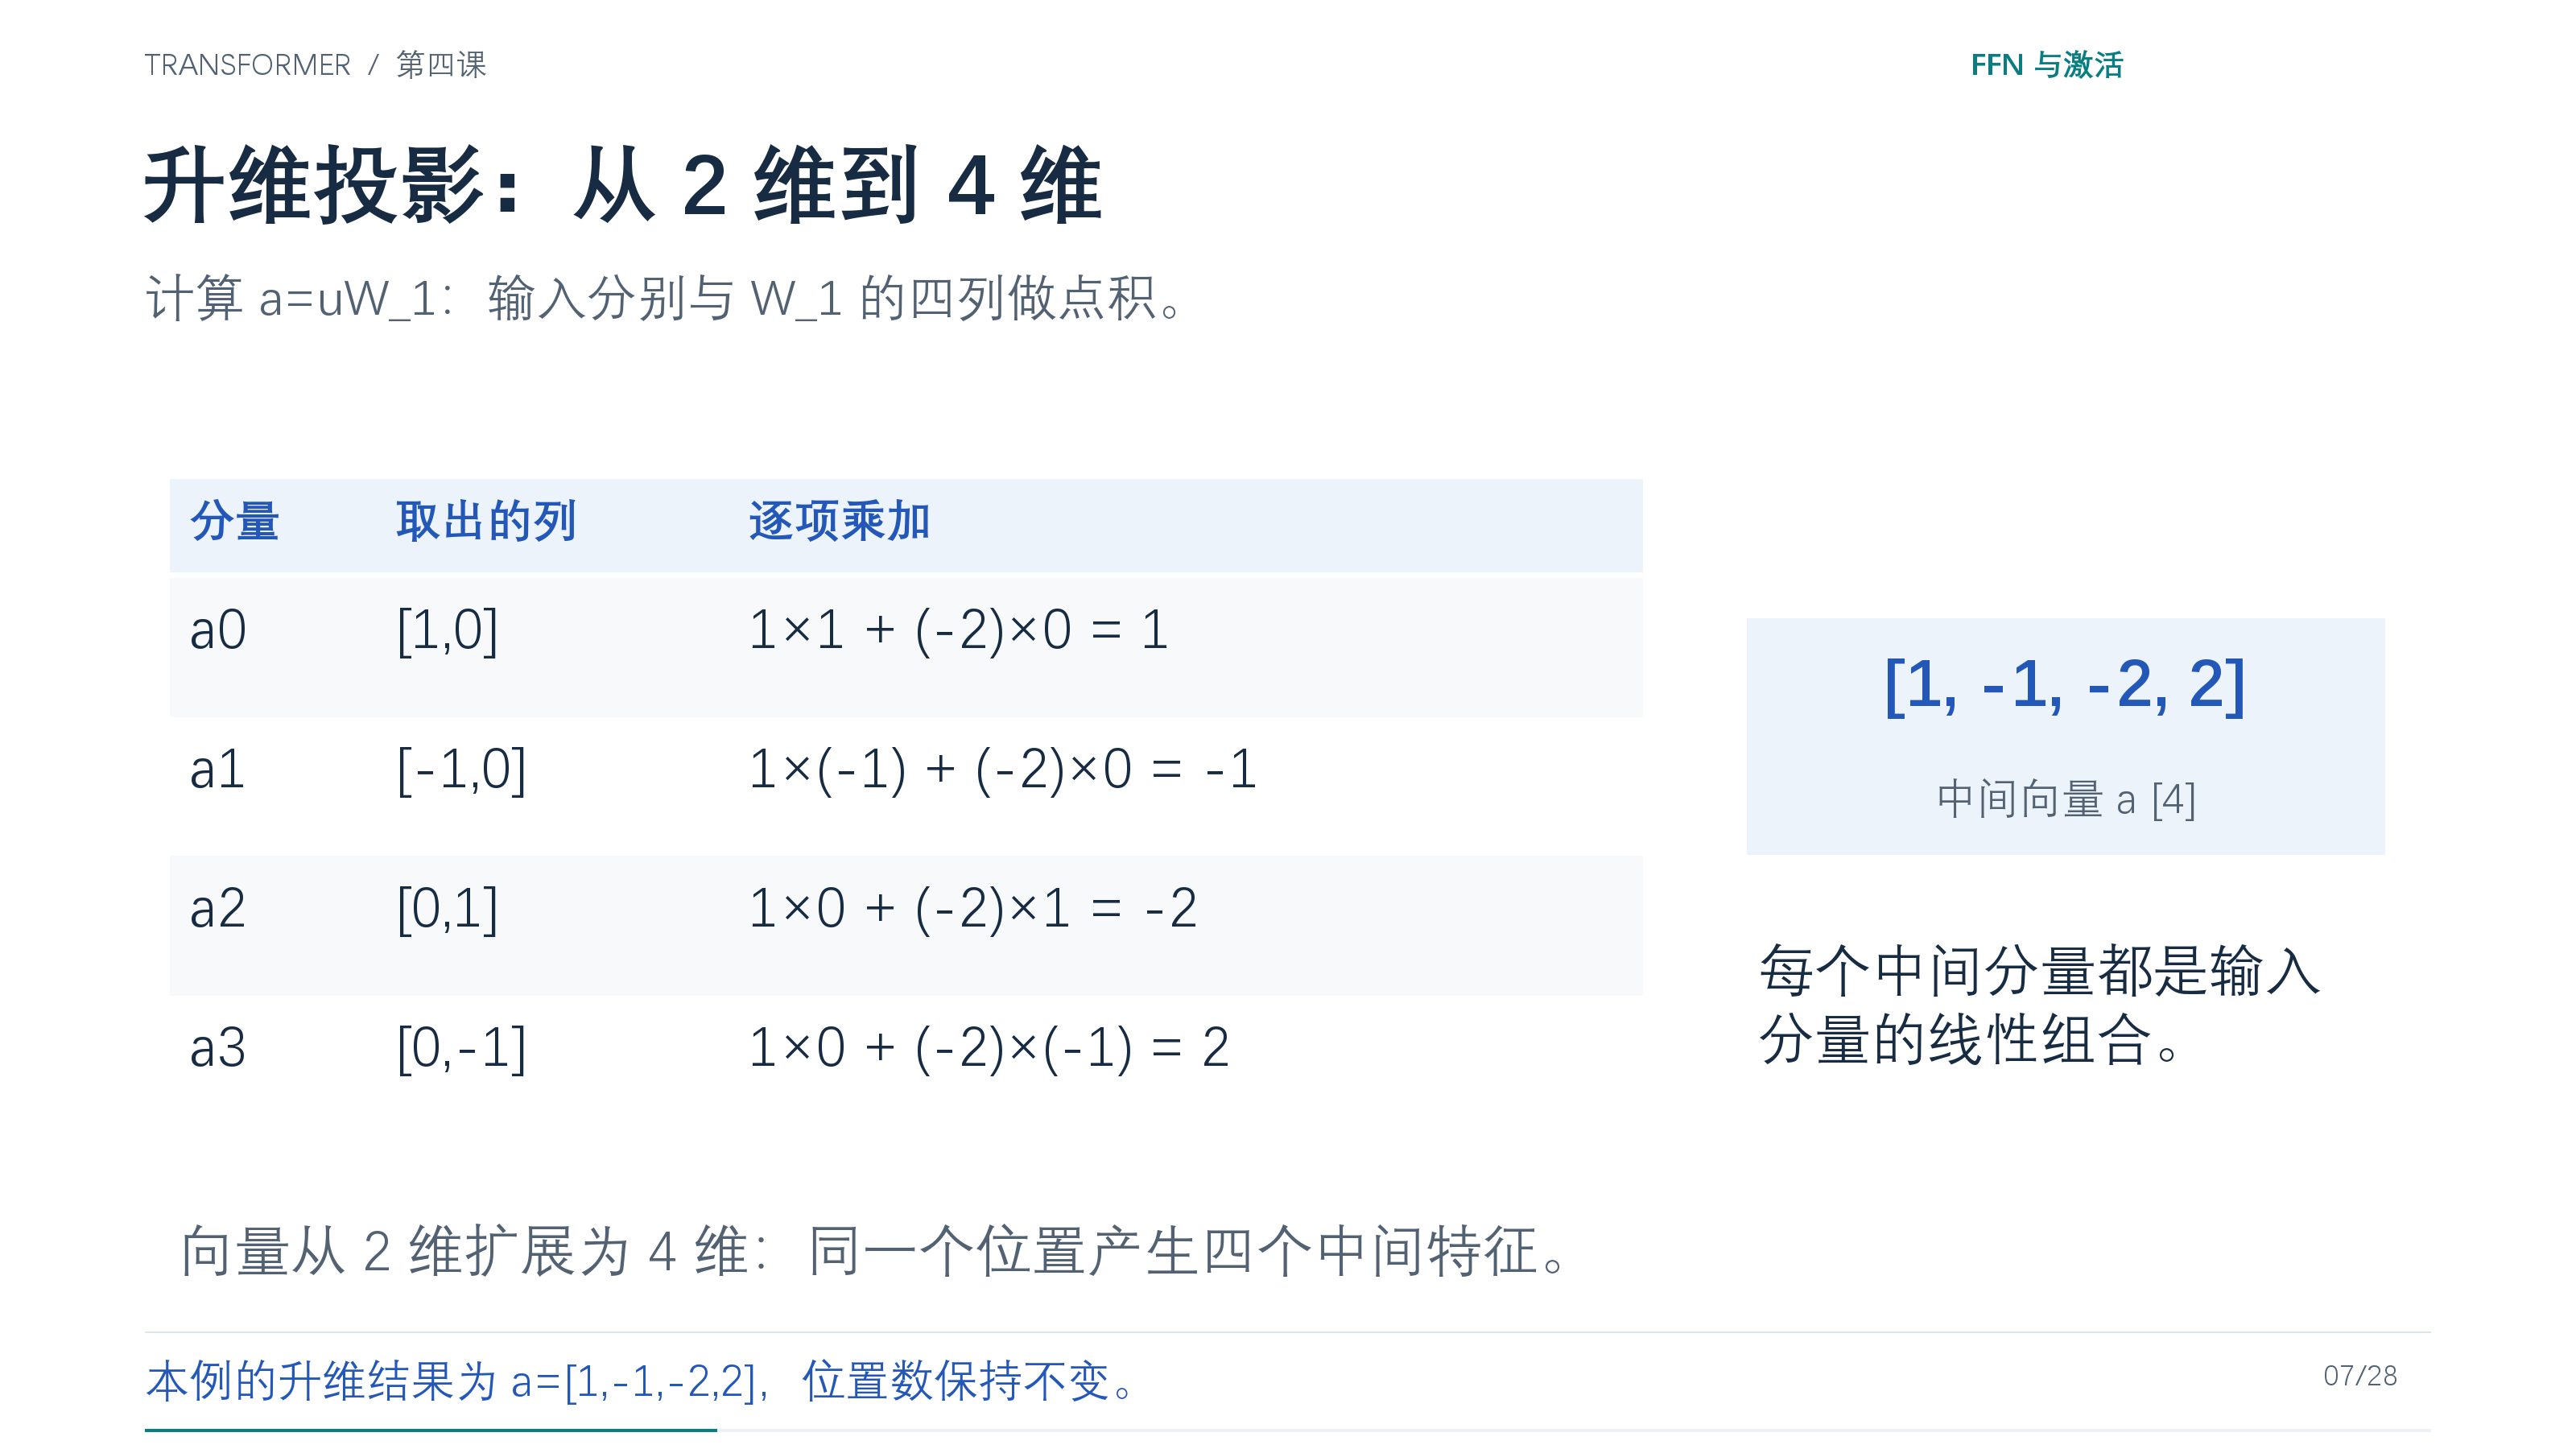 TRANSFORMER / 第四课
FFN 与激活
升维投影：从 2 维到 4 维
计算 a=uW_1：输入分别与 W_1 的四列做点积。
分量 取出的列 逐项乘加
a0 [1,0] 1×1 + (-2)×0 = 1
a1 [-1,0] 1×(-1) + (-2)×0 = -1
a2 [0,1] 1×0 + (-2)×1 = -2
a3 [0,-1] 1×0 + (-2)×(-1) = 2
[1, -1, -2, 2]
中间向量 a [4]
每个中间分量都是输入
分量的线性组合。
向量从 2 维扩展为 4 维：同一个位置产生四个中间特征。
本例的升维结果为 a=[1,-1,-2,2]，位置数保持不变。
07/28